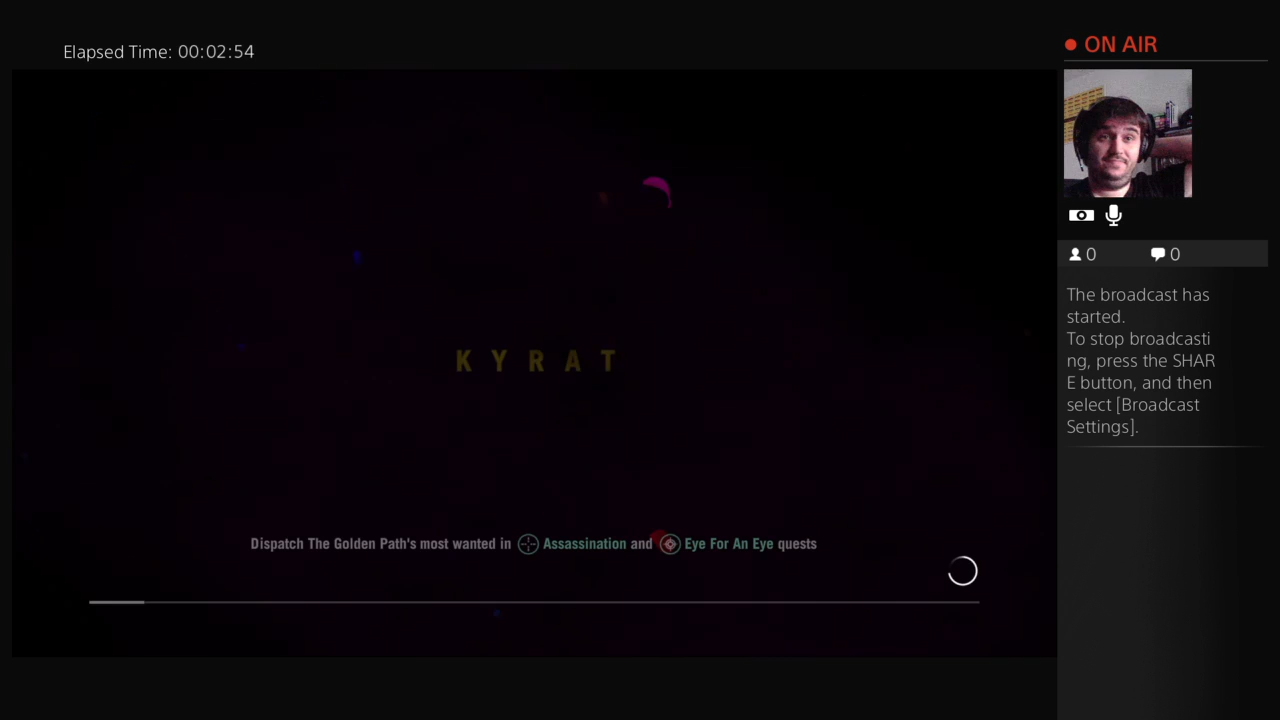 Elapsed Time: 00:02:54
ON AIR
0 0
KYRAT
The broadcast has
started.
To stop broadcasti
ng, press the SHAR
E button, and then
select [Broadcast
Settings].
Dispatch The Golden Path's most wanted in Assassination and Eye For An Eye quests